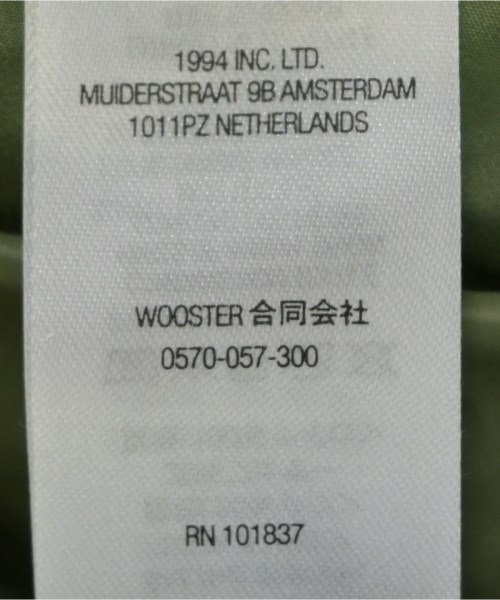 1994 INC. LTD.
MUIDERSTRAAT 9B AMSTERDAM
1011PZ NETHERLANDS
WOOSTER 合同会社
0570-057-300
RN 101837